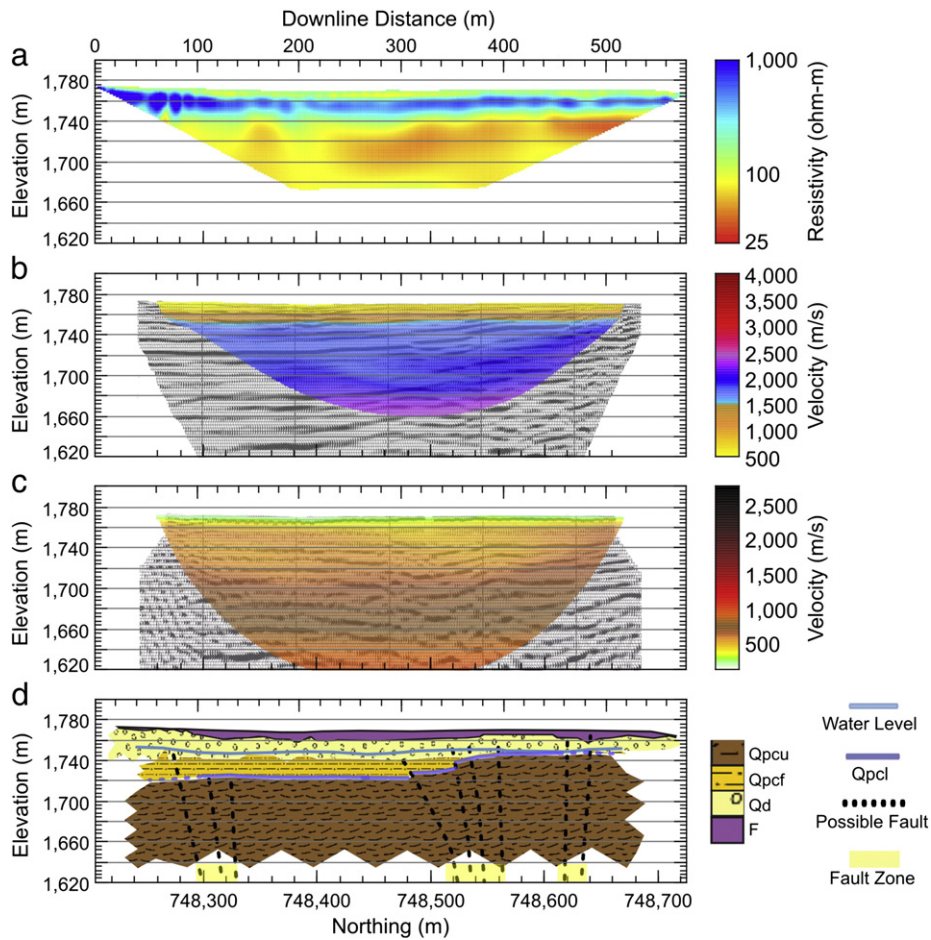 Downline Distance (m)
0 100 200 300 400 500
a
1,780
1,740
1,700
1,660
1,620
Elevation (m)
1,000
100
25
Resistivity (ohm-m)
b
1,780
1,740
1,700
1,660
1,620
Elevation (m)
4,000
3,500
3,000
2,500
2,000
1,500
1,000
500
Velocity (m/s)
c
1,780
1,740
1,700
1,660
1,620
Elevation (m)
2,500
2,000
1,500
1,000
500
Velocity (m/s)
d
1,780
1,740
1,700
1,660
1,620
Elevation (m)
748,300 748,400 748,500 748,600 748,700
Northing (m)
Qpcu
Qpcf
Qd
F
Water Level
Qpcl
Possible Fault
Fault Zone